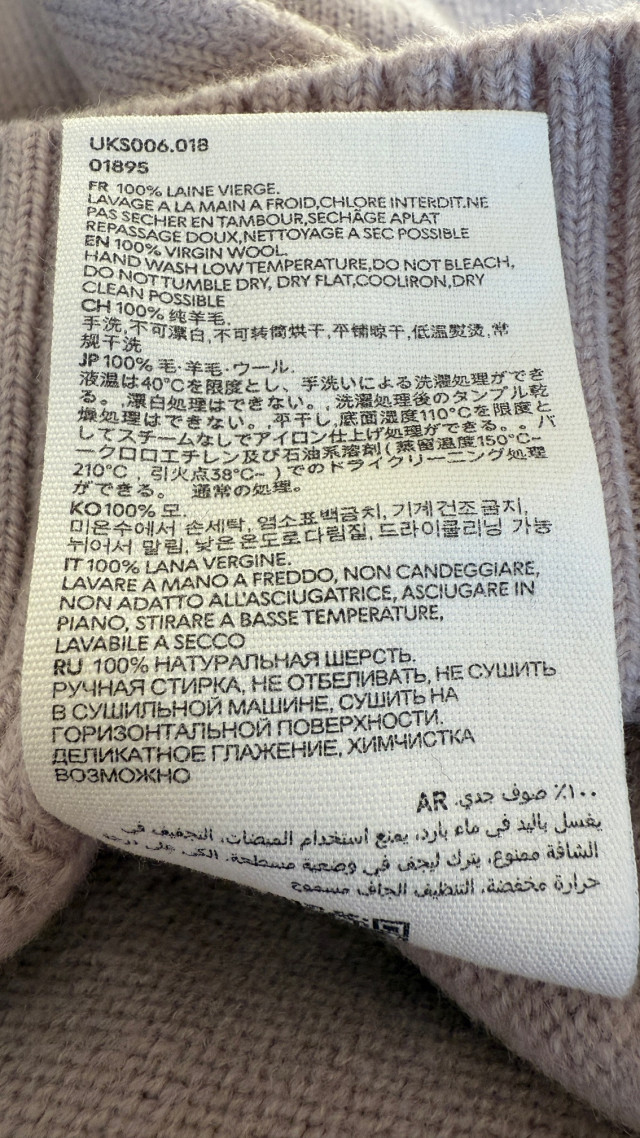 UKS006.018
01895
FR 100% LAINE VIERGE.
LAVAGE A LA MAIN A FROID,CHLORE INTERDIT.NE
PAS SECHER EN TAMBOUR,SECHÂGE APLAT
REPASSAGE DOUX,NETTOYAGE A SEC POSSIBLE
EN 100% VIRGIN WOOL.
HAND WASH LOW TEMPERATURE,DO NOT BLEACH,
DO NOT TUMBLE DRY, DRY FLAT,COOLIRON,DRY
CLEAN POSSIBLE
CH 100% 纯羊毛.
手洗,不可漂白,不可转筒烘干,平铺晾干,低温熨烫,常
规干洗
JP 100% 毛·羊毛·ウール.
液温は40°Cを限度とし、手洗いによる洗濯処理ができ
る。,漂白処理はできない。,洗濯処理後のタンブル乾
燥処理はできない。,平干し,底面温度110°Cを限度と
してスチームなしでアイロン仕上げ処理ができる。。パ
ークロロエチレン及び石油系溶剤(蒸留温度150°C~
210°C，引火点38°C~)でのドライクリーニング処理
ができる。 通常の処理。
KO 100% 모.
미온수에서 손세탁, 염소표백금치, 기계건조 금지,
뉘어서 말림, 낮은 온도로 다림질, 드라이클리닝 가능
IT 100% LANA VERGINE.
LAVARE A MANO A FREDDO, NON CANDEGGIARE,
NON ADATTO ALL'ASCIUGATRICE, ASCIUGARE IN
PIANO, STIRARE A BASSE TEMPERATURE,
LAVABILE A SECCO
RU 100% НАТУРАЛЬНАЯ ШЕРСТЬ.
РУЧНАЯ СТИРКА, НЕ ОТБЕЛИВАТЬ, НЕ СУШИТЬ
В СУШИЛЬНОЙ МАШИНЕ, СУШИТЬ НА
ГОРИЗОНТАЛЬНОЙ ПОВЕРХНОСТИ.
ДЕЛИКАТНОЕ ГЛАЖЕНИЕ, ХИМЧИСТКА
ВОЗМОЖНО
١٠٠٪ صوف جدي. AR
يغسل باليد في ماء بارد، يمنع استخدام المبيضات، التجفيف في
الشافة ممنوع، يترك ليجف في وضعية مسطحة. الكي على درجة
حرارة مخفضة. التنظيف الجاف مسموح